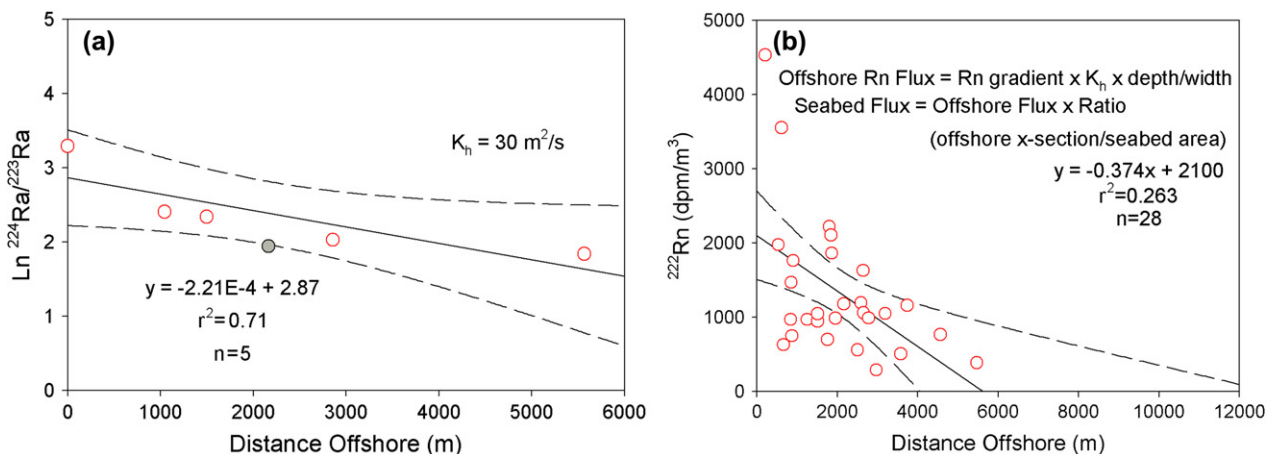 (a)
5
4
3
2
1
0
Ln ²²⁴Ra/²²³Ra
K_h = 30 m²/s
y = -2.21E-4 + 2.87
r²=0.71
n=5
0 1000 2000 3000 4000 5000 6000
Distance Offshore (m)
(b)
5000
4000
3000
2000
1000
0
²²²Rn (dpm/m³)
Offshore Rn Flux = Rn gradient x K_h x depth/width
Seabed Flux = Offshore Flux x Ratio
(offshore x-section/seabed area)
y = -0.374x + 2100
r²=0.263
n=28
0 2000 4000 6000 8000 10000 12000
Distance Offshore (m)